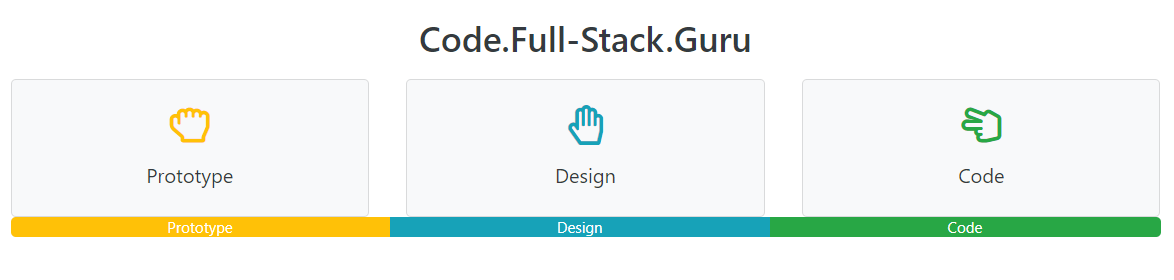 Code.Full-Stack.Guru
Prototype
Design
Code
Prototype
Design
Code